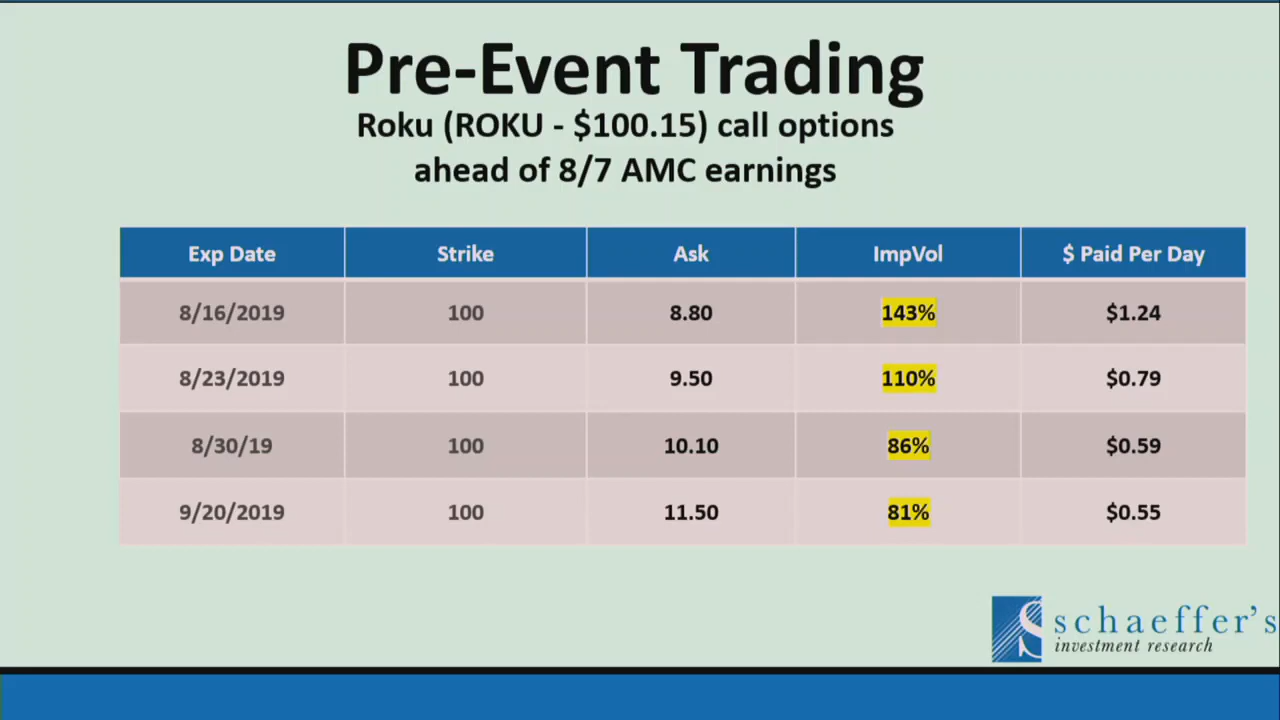 Pre-Event Trading
Roku (ROKU - $100.15) call options
ahead of 8/7 AMC earnings
Exp Date Strike Ask ImpVol $ Paid Per Day
8/16/2019 100 8.80 143% $1.24
8/23/2019 100 9.50 110% $0.79
8/30/19 100 10.10 86% $0.59
9/20/2019 100 11.50 81% $0.55
schaeffer's
investment research